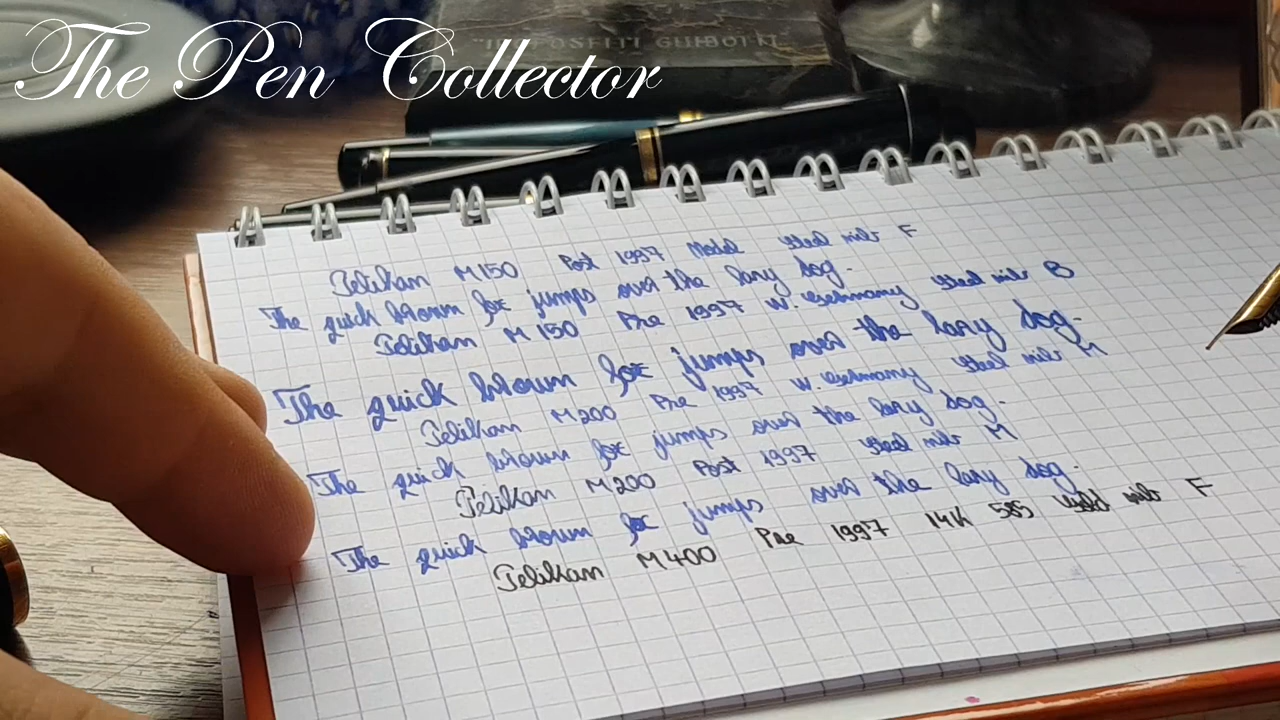 The Pen Collector
Pelikan M150 Post 1997 Model Steel nib F
The quick brown fox jumps over the lazy dog.
Pelikan M150 Pre 1997 W. Germany Steel nib B
The quick brown fox jumps over the lazy dog.
Pelikan M200 Pre 1997 W. Germany Steel nib M
The quick brown fox jumps over the lazy dog.
Pelikan M200 Post 1997 Steel nib M
The quick brown fox jumps over the lazy dog.
Pelikan M400 Pre 1997 14K 585 Gold nib F